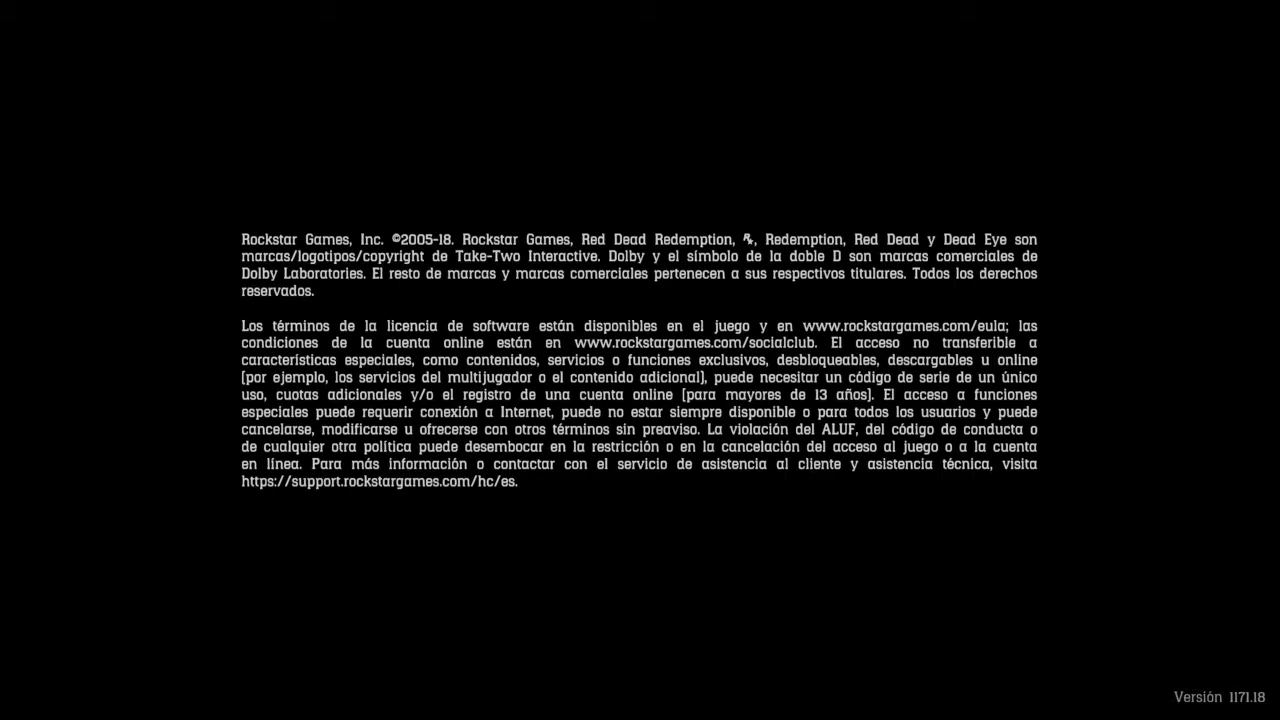 Rockstar Games, Inc. ©2005-18. Rockstar Games, Red Dead Redemption, R*, Redemption, Red Dead y Dead Eye son
marcas/logotipos/copyright de Take-Two Interactive. Dolby y el símbolo de la doble D son marcas comerciales de
Dolby Laboratories. El resto de marcas y marcas comerciales pertenecen a sus respectivos titulares. Todos los derechos
reservados.
Los términos de la licencia de software están disponibles en el juego y en www.rockstargames.com/eula; las
condiciones de la cuenta online están en www.rockstargames.com/socialclub. El acceso no transferible a
características especiales, como contenidos, servicios o funciones exclusivos, desbloqueables, descargables u online
(por ejemplo, los servicios del multijugador o el contenido adicional), puede necesitar un código de serie de un único
uso, cuotas adicionales y/o el registro de una cuenta online (para mayores de 13 años). El acceso a funciones
especiales puede requerir conexión a Internet, puede no estar siempre disponible o para todos los usuarios y puede
cancelarse, modificarse u ofrecerse con otros términos sin preaviso. La violación del ALUF, del código de conducta o
de cualquier otra política puede desembocar en la restricción o en la cancelación del acceso al juego o a la cuenta
en línea. Para más información o contactar con el servicio de asistencia al cliente y asistencia técnica, visita
https://support.rockstargames.com/hc/es.
Versión 1171.18